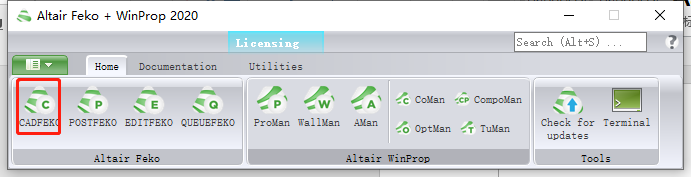 Altair Feko + WinProp 2020
Licensing
Search (Alt+S) ...
Home Documentation Utilities
CADFEKO POSTFEKO EDITFEKO QUEUEFEKO
ProMan WallMan AMan
CoMan CompoMan
OptMan TuMan
Check for updates Terminal
Altair Feko Altair WinProp Tools